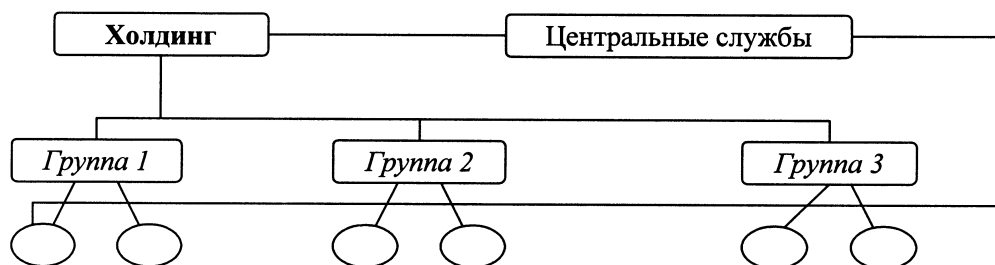 Холдинг
Центральные службы
Группа 1
Группа 2
Группа 3